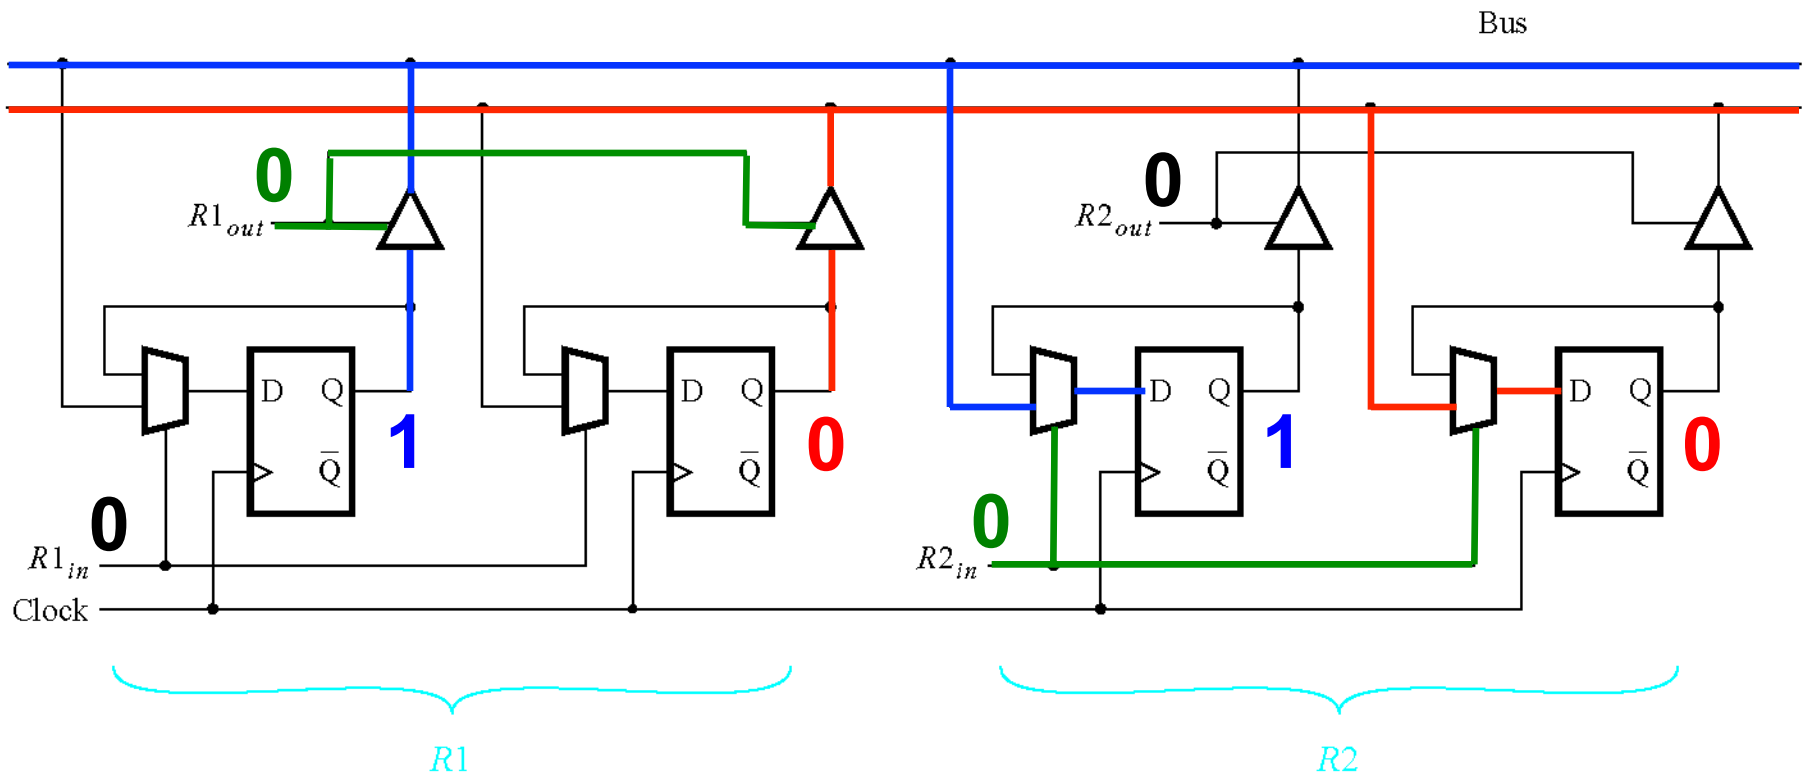 Bus
0 0
R1out R2out
D Q D Q D Q D Q
1 0 1 0
Q̅ Q̅ Q̅ Q̅
0 0
R1in R2in
Clock
R1 R2